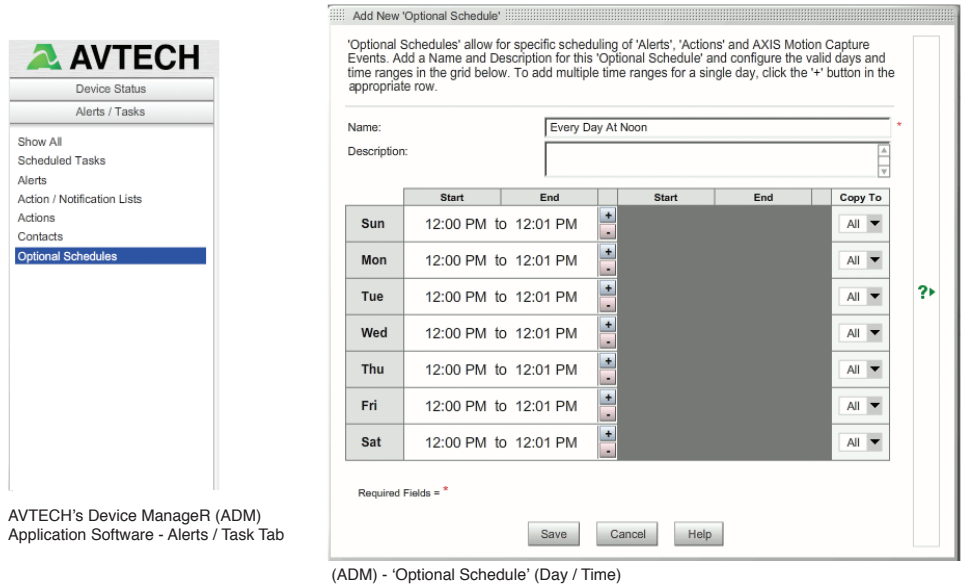 AVTECH
Device Status
Alerts / Tasks
Show All
Scheduled Tasks
Alerts
Action / Notification Lists
Actions
Contacts
Optional Schedules
AVTECH's Device ManageR (ADM)
Application Software - Alerts / Task Tab
Add New 'Optional Schedule'
'Optional Schedules' allow for specific scheduling of 'Alerts', 'Actions' and AXIS Motion Capture
Events. Add a Name and Description for this 'Optional Schedule' and configure the valid days and
time ranges in the grid below. To add multiple time ranges for a single day, click the '+' button in the
appropriate row.
Name: Every Day At Noon *
Description:
Start End Start End Copy To
Sun 12:00 PM to 12:01 PM + - All
Mon 12:00 PM to 12:01 PM + - All
Tue 12:00 PM to 12:01 PM + - All
Wed 12:00 PM to 12:01 PM + - All
Thu 12:00 PM to 12:01 PM + - All
Fri 12:00 PM to 12:01 PM + - All
Sat 12:00 PM to 12:01 PM + - All
?
Required Fields = *
Save Cancel Help
(ADM) - 'Optional Schedule' (Day / Time)